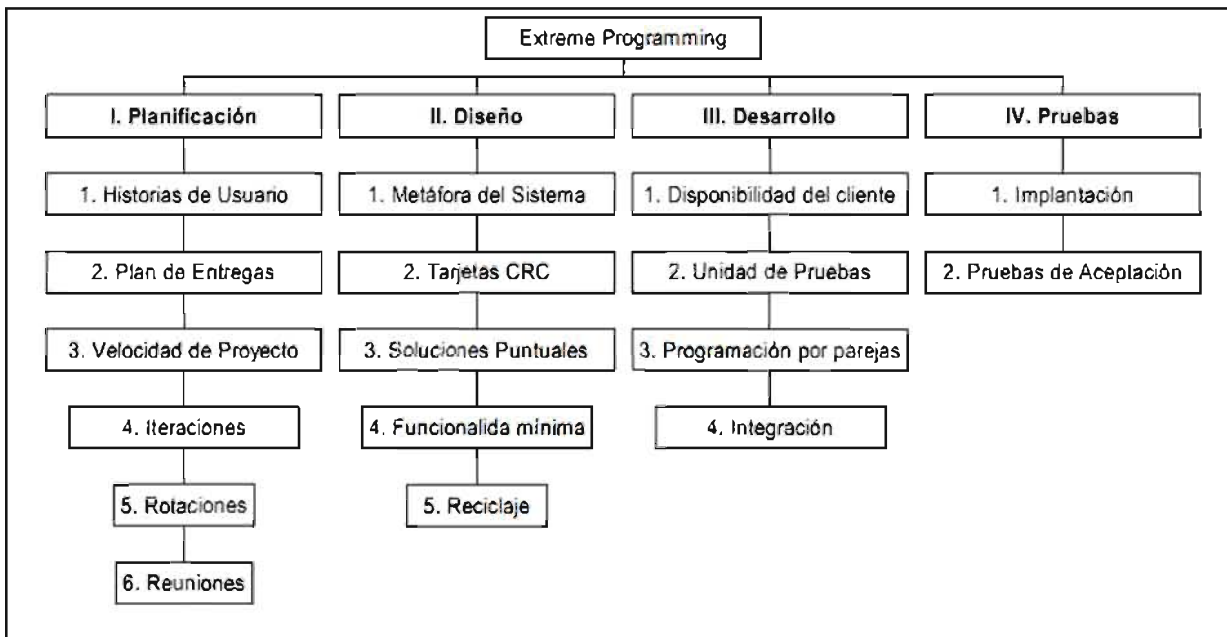 Extreme Programming
I. Planificación
II. Diseño
III. Desarrollo
IV. Pruebas
1. Historias de Usuario
1. Metáfora del Sistema
1. Disponibilidad del cliente
1. Implantación
2. Plan de Entregas
2. Tarjetas CRC
2. Unidad de Pruebas
2. Pruebas de Aceptación
3. Velocidad de Proyecto
3. Soluciones Puntuales
3. Programación por parejas
4. Iteraciones
4. Funcionalida mínima
4. Integración
5. Rotaciones
5. Reciclaje
6. Reuniones